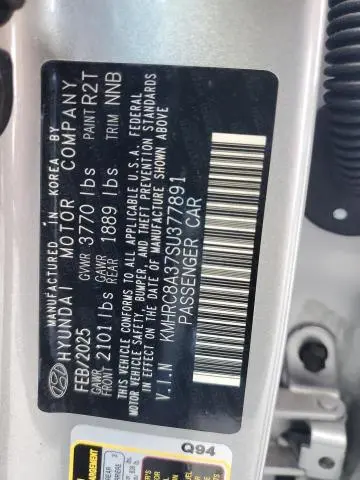 MANUFACTURED IN KOREA BY
HYUNDAI MOTOR COMPANY
FEB/2025 GVWR 3770 lbs PAINT R2T
GAWR FRONT 2101 lbs GAWR REAR 1889 lbs TRIM NNB
THIS VEHICLE CONFORMS TO ALL APPLICABLE U.S.A. FEDERAL
MOTOR VEHICLE SAFETY, BUMPER, AND THEFT PREVENTION STANDARDS
IN EFFECT ON THE DATE OF MANUFACTURE SHOWN ABOVE
V.I.N KMHRC8A37SU377891
PASSENGER CAR
Q94